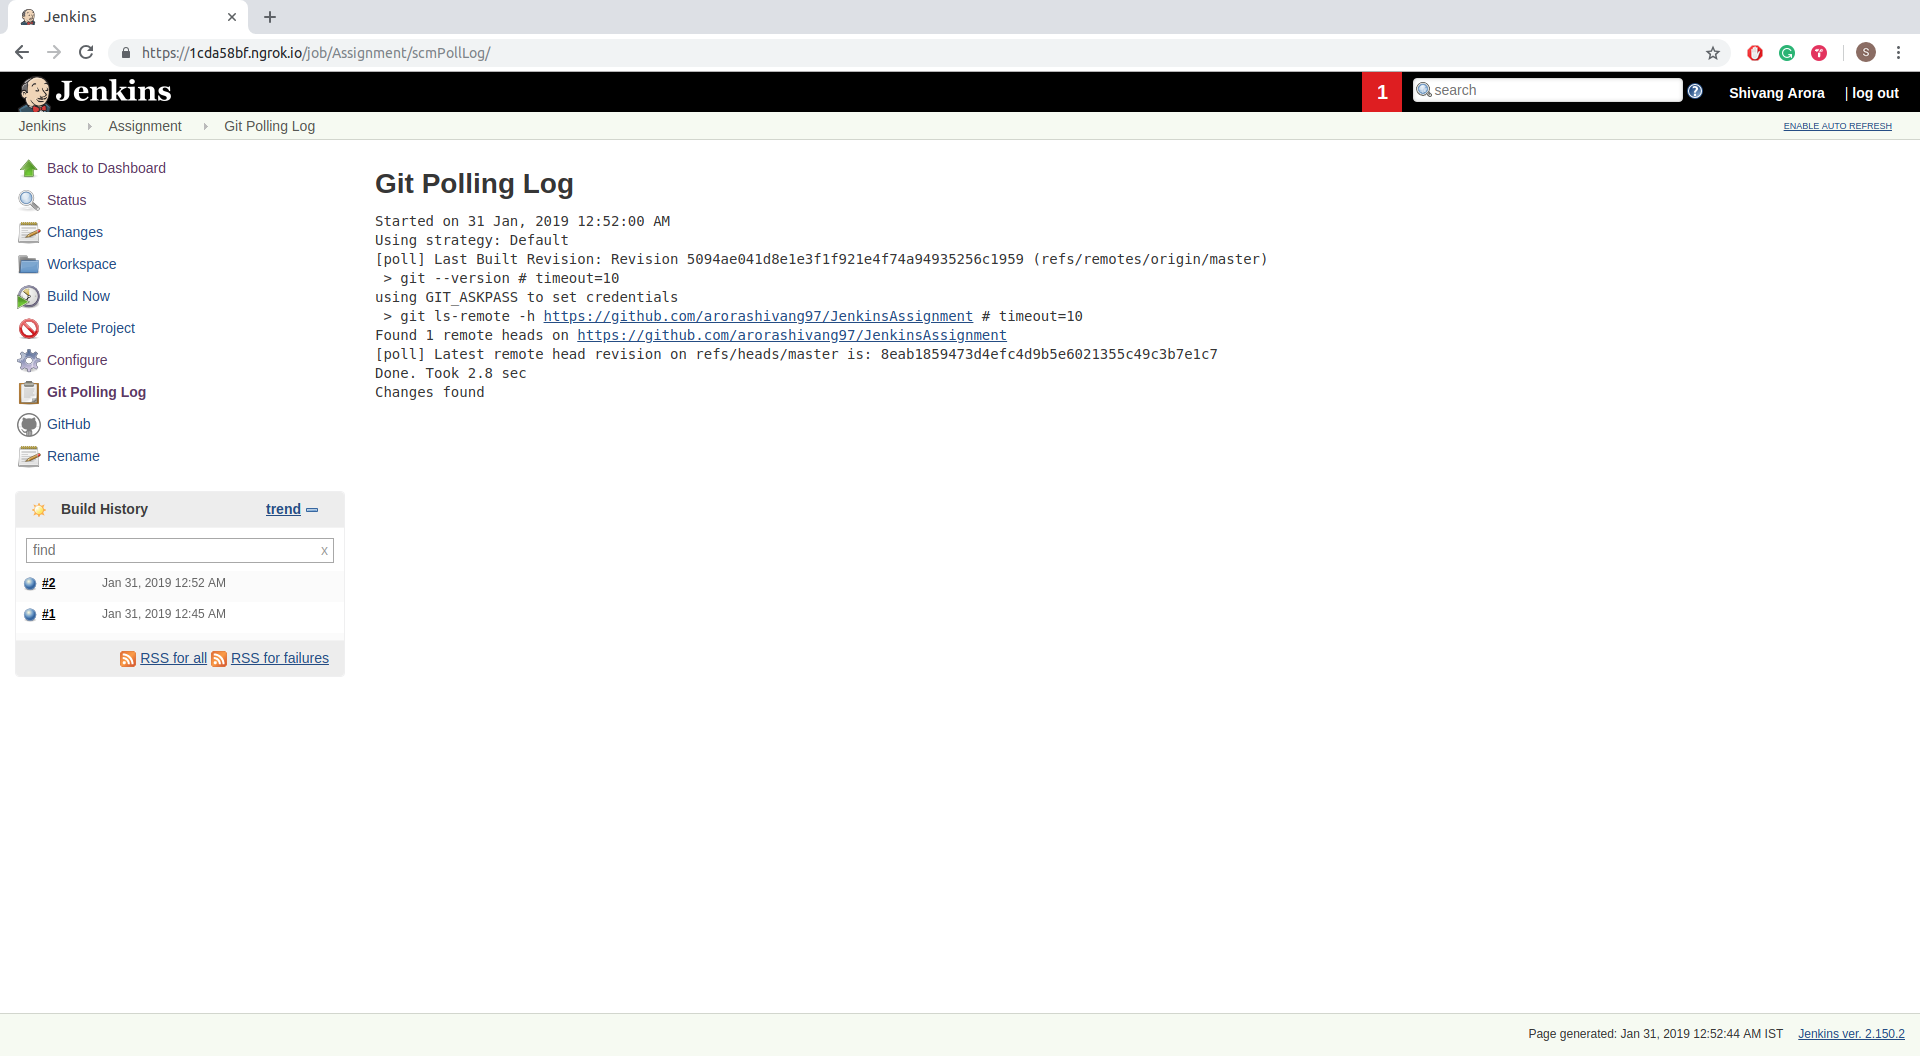 Jenkins
https://1cda58bf.ngrok.io/job/Assignment/scmPollLog/
S
Jenkins
1
search
?
Shivang Arora
| log out
Jenkins
Assignment
Git Polling Log
ENABLE AUTO REFRESH
Back to Dashboard
Status
Changes
Workspace
Build Now
Delete Project
Configure
Git Polling Log
GitHub
Rename
Build History
trend
find
x
#2 Jan 31, 2019 12:52 AM
#1 Jan 31, 2019 12:45 AM
RSS for all RSS for failures
Git Polling Log
Started on 31 Jan, 2019 12:52:00 AM
Using strategy: Default
[poll] Last Built Revision: Revision 5094ae041d8e1e3f1f921e4f74a94935256c1959 (refs/remotes/origin/master)
 > git --version # timeout=10
using GIT_ASKPASS to set credentials
 > git ls-remote -h https://github.com/arorashivang97/JenkinsAssignment # timeout=10
Found 1 remote heads on https://github.com/arorashivang97/JenkinsAssignment
[poll] Latest remote head revision on refs/heads/master is: 8eab1859473d4efc4d9b5e6021355c49c3b7e1c7
Done. Took 2.8 sec
Changes found
Page generated: Jan 31, 2019 12:52:44 AM IST
Jenkins ver. 2.150.2